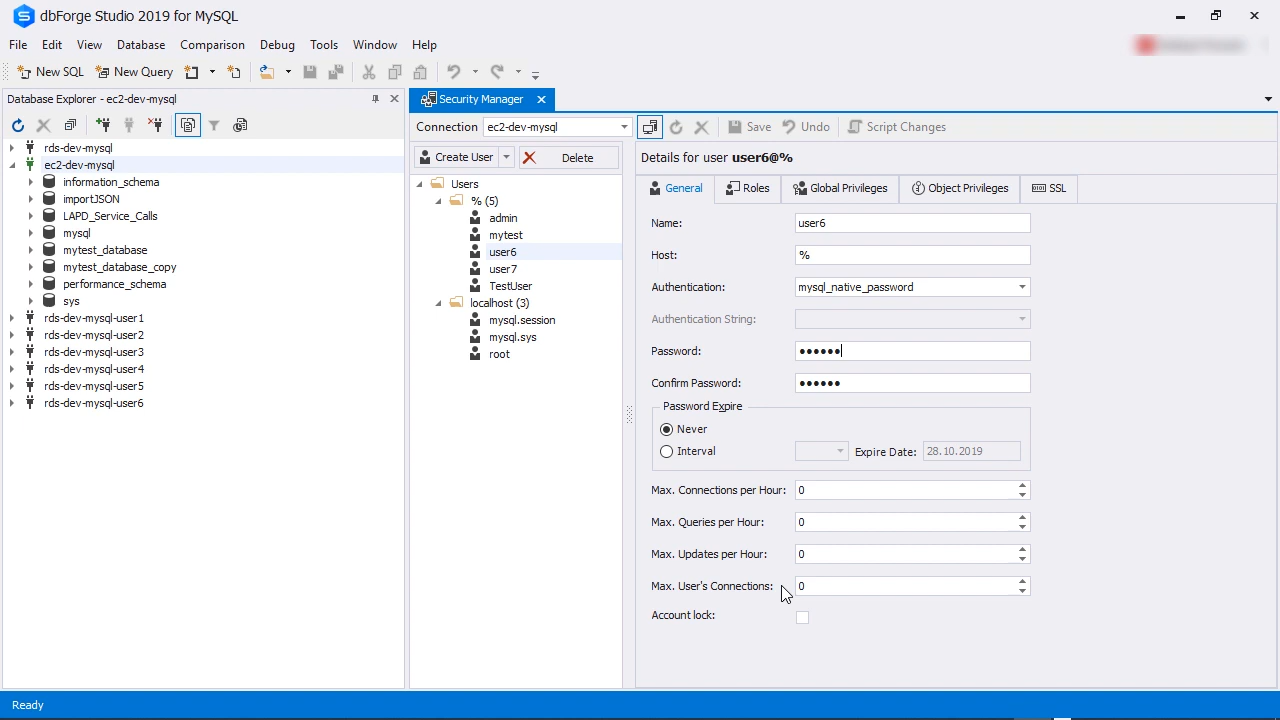 dbForge Studio 2019 for MySQL
File Edit View Database Comparison Debug Tools Window Help
New SQL New Query
Database Explorer - ec2-dev-mysql
rds-dev-mysql
ec2-dev-mysql
information_schema
importJSON
LAPD_Service_Calls
mysql
mytest_database
mytest_database_copy
performance_schema
sys
rds-dev-mysql-user1
rds-dev-mysql-user2
rds-dev-mysql-user3
rds-dev-mysql-user4
rds-dev-mysql-user5
rds-dev-mysql-user6
Security Manager
Connection ec2-dev-mysql Save Undo Script Changes
Create User Delete
Users
% (5)
admin
mytest
user6
user7
TestUser
localhost (3)
mysql.session
mysql.sys
root
Details for user user6@%
General Roles Global Privileges Object Privileges SSL
Name: user6
Host: %
Authentication: mysql_native_password
Authentication String:
Password: ••••••
Confirm Password: ••••••
Password Expire
Never
Interval Expire Date: 28.10.2019
Max. Connections per Hour: 0
Max. Queries per Hour: 0
Max. Updates per Hour: 0
Max. User's Connections: 0
Account lock:
Ready